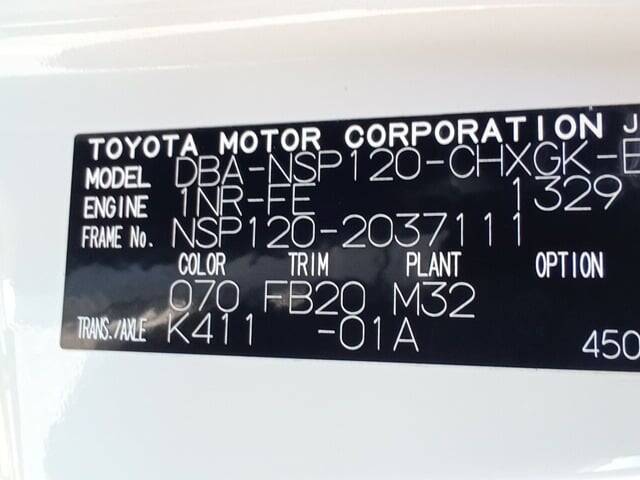 TOYOTA MOTOR CORPORATION J
MODEL DBA-NSP120-CHXGK-E
ENGINE 1NR-FE 1329
FRAME No. NSP120-2037111
COLOR TRIM PLANT OPTION
070 FB20 M32
TRANS./AXLE K411 -01A
450